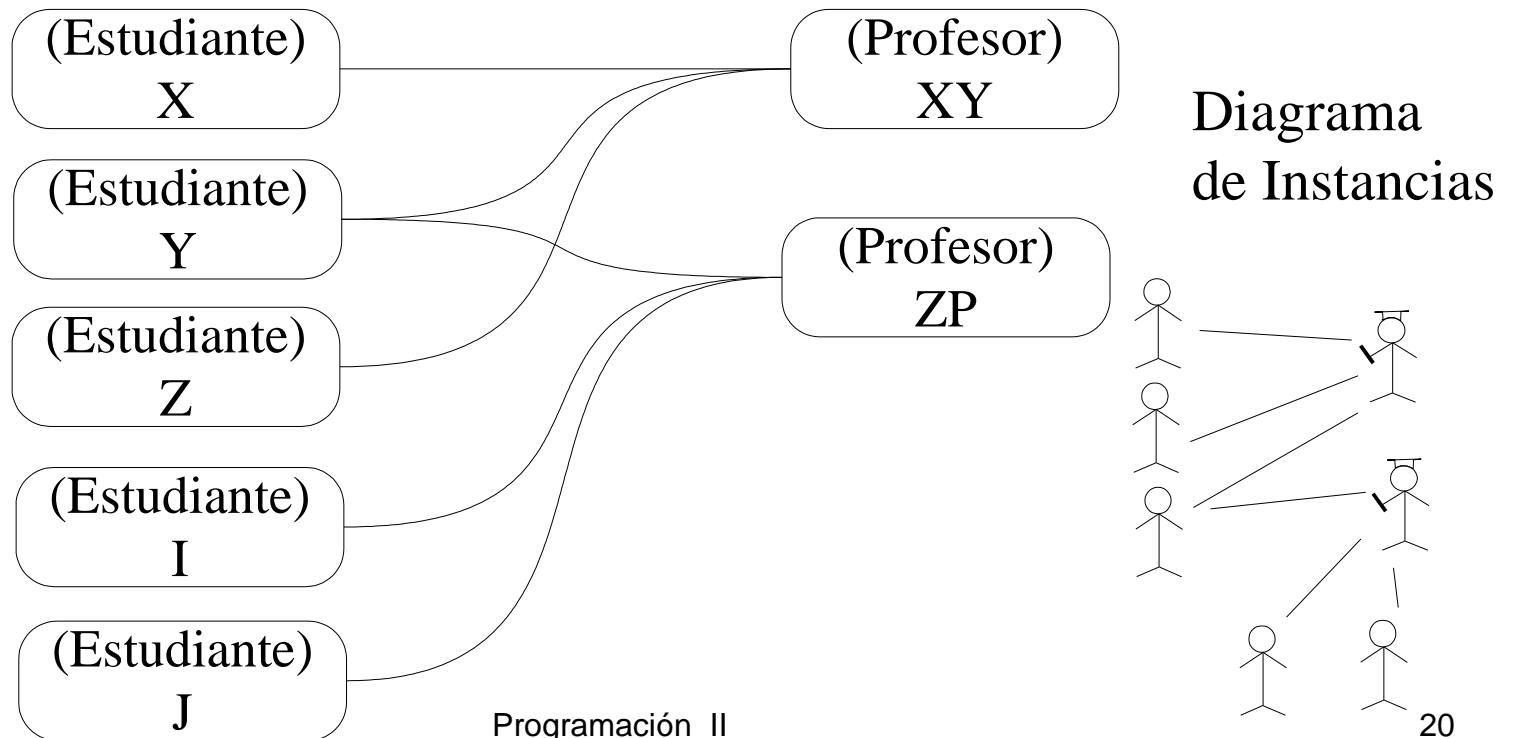 (Estudiante)
X
(Profesor)
XY
Diagrama
de Instancias
(Estudiante)
Y
(Profesor)
ZP
(Estudiante)
Z
(Estudiante)
I
(Estudiante)
J
Programación II
20